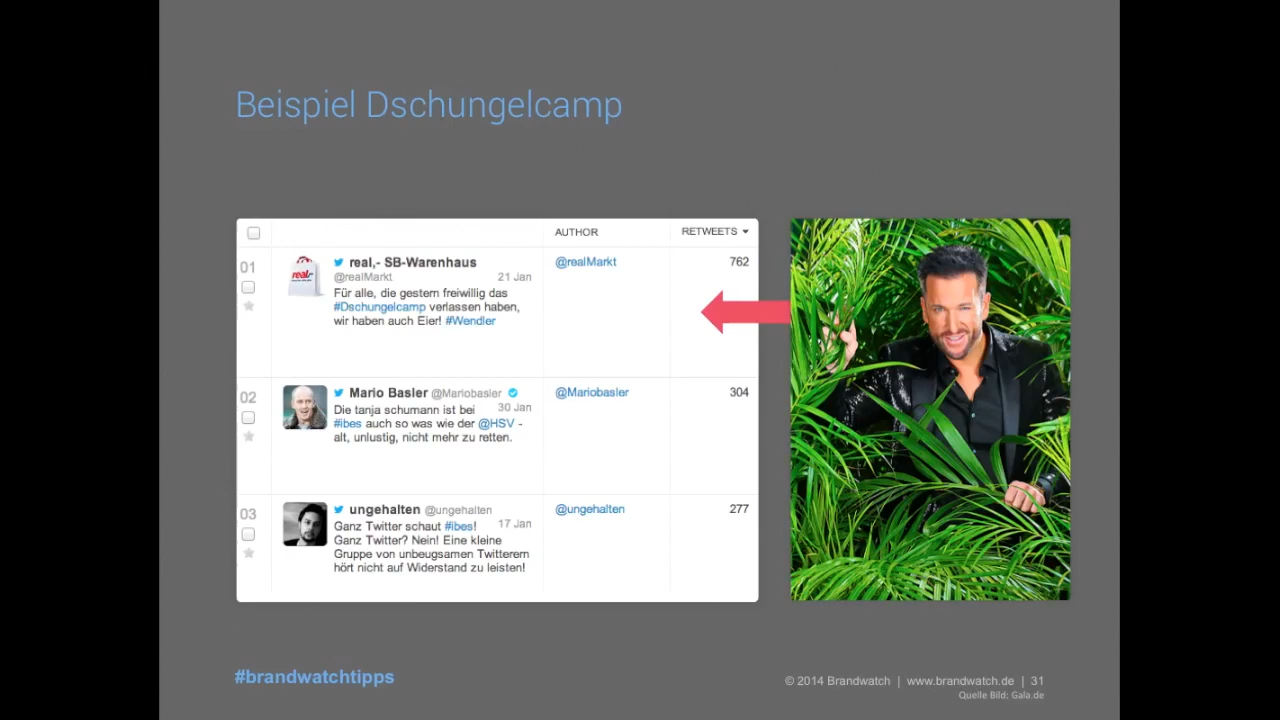 Beispiel Dschungelcamp
AUTHOR
RETWEETS
01
real,-
real,- SB-Warenhaus
@realMarkt
21 Jan
Für alle, die gestern freiwillig das
#Dschungelcamp verlassen haben,
wir haben auch Eier! #Wendler
@realMarkt
762
02
Mario Basler @Mariobasler
30 Jan
Die tanja schumann ist bei
#ibes auch so was wie der @HSV -
alt, unlustig, nicht mehr zu retten.
@Mariobasler
304
03
ungehalten @ungehalten
17 Jan
Ganz Twitter schaut #ibes!
Ganz Twitter? Nein! Eine kleine
Gruppe von unbeugsamen Twitterern
hört nicht auf Widerstand zu leisten!
@ungehalten
277
#brandwatchtipps
© 2014 Brandwatch | www.brandwatch.de | 31
Quelle Bild: Gala.de